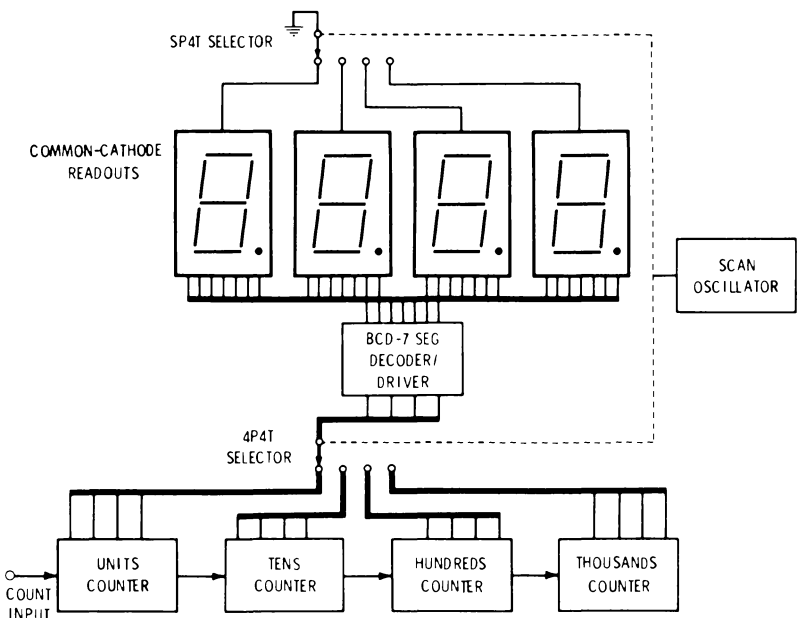 SP4T SELECTOR
COMMON-CATHODE
READOUTS
SCAN
OSCILLATOR
BCD-7 SEG
DECODER/
DRIVER
4P4T
SELECTOR
UNITS
COUNTER
TENS
COUNTER
HUNDREDS
COUNTER
THOUSANDS
COUNTER
COUNT
INPUT